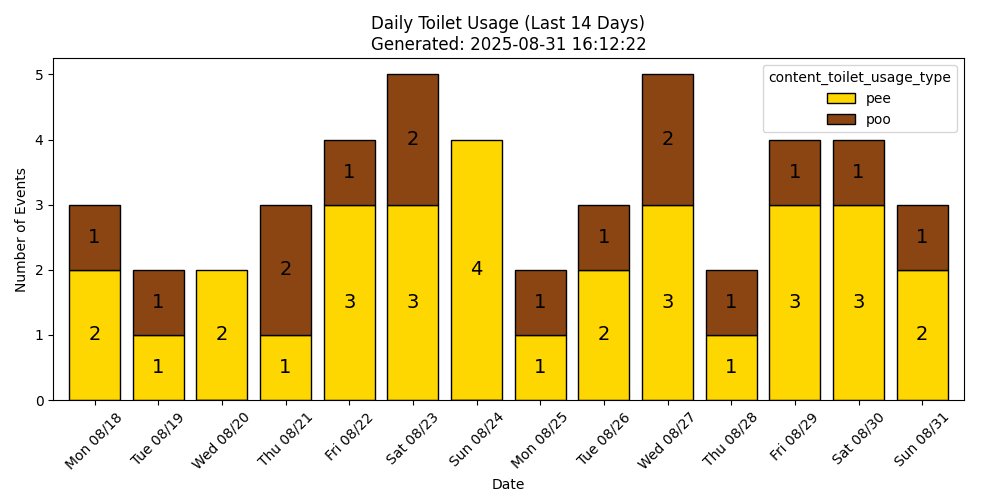 Daily Toilet Usage (Last 14 Days)
Generated: 2025-08-31 16:12:22
content_toilet_usage_type
pee
poo
Number of Events
5
4
3
2
1
0
2
1
1
1
2
1
2
3
1
3
2
4
1
1
2
1
3
2
1
1
3
1
3
1
2
1
Mon 08/18
Tue 08/19
Wed 08/20
Thu 08/21
Fri 08/22
Sat 08/23
Sun 08/24
Mon 08/25
Tue 08/26
Wed 08/27
Thu 08/28
Fri 08/29
Sat 08/30
Sun 08/31
Date